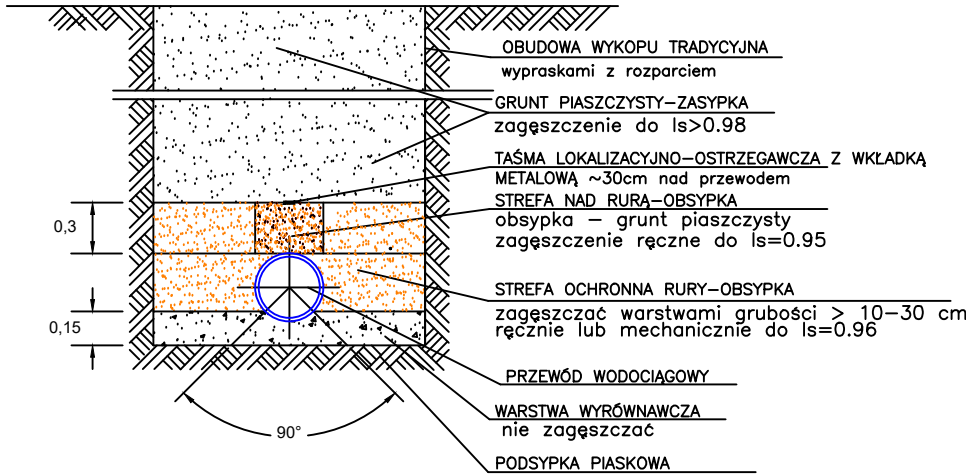 OBUDOWA WYKOPU TRADYCYJNA
wypraskami z rozparciem
GRUNT PIASZCZYSTY-ZASYPKA
zagęszczenie do Is>0.98
TAŚMA LOKALIZACYJNO-OSTRZEGAWCZA Z WKŁADKĄ
METALOWĄ ~30cm nad przewodem
STREFA NAD RURĄ-OBSYPKA
obsypka – grunt piaszczysty
zagęszczenie ręczne do Is=0.95
STREFA OCHRONNA RURY-OBSYPKA
zagęszczać warstwami grubości > 10-30 cm
ręcznie lub mechanicznie do Is=0.96
PRZEWÓD WODOCIĄGOWY
WARSTWA WYRÓWNAWCZA
nie zagęszczać
PODSYPKA PIASKOWA
0,3
0,15
90°